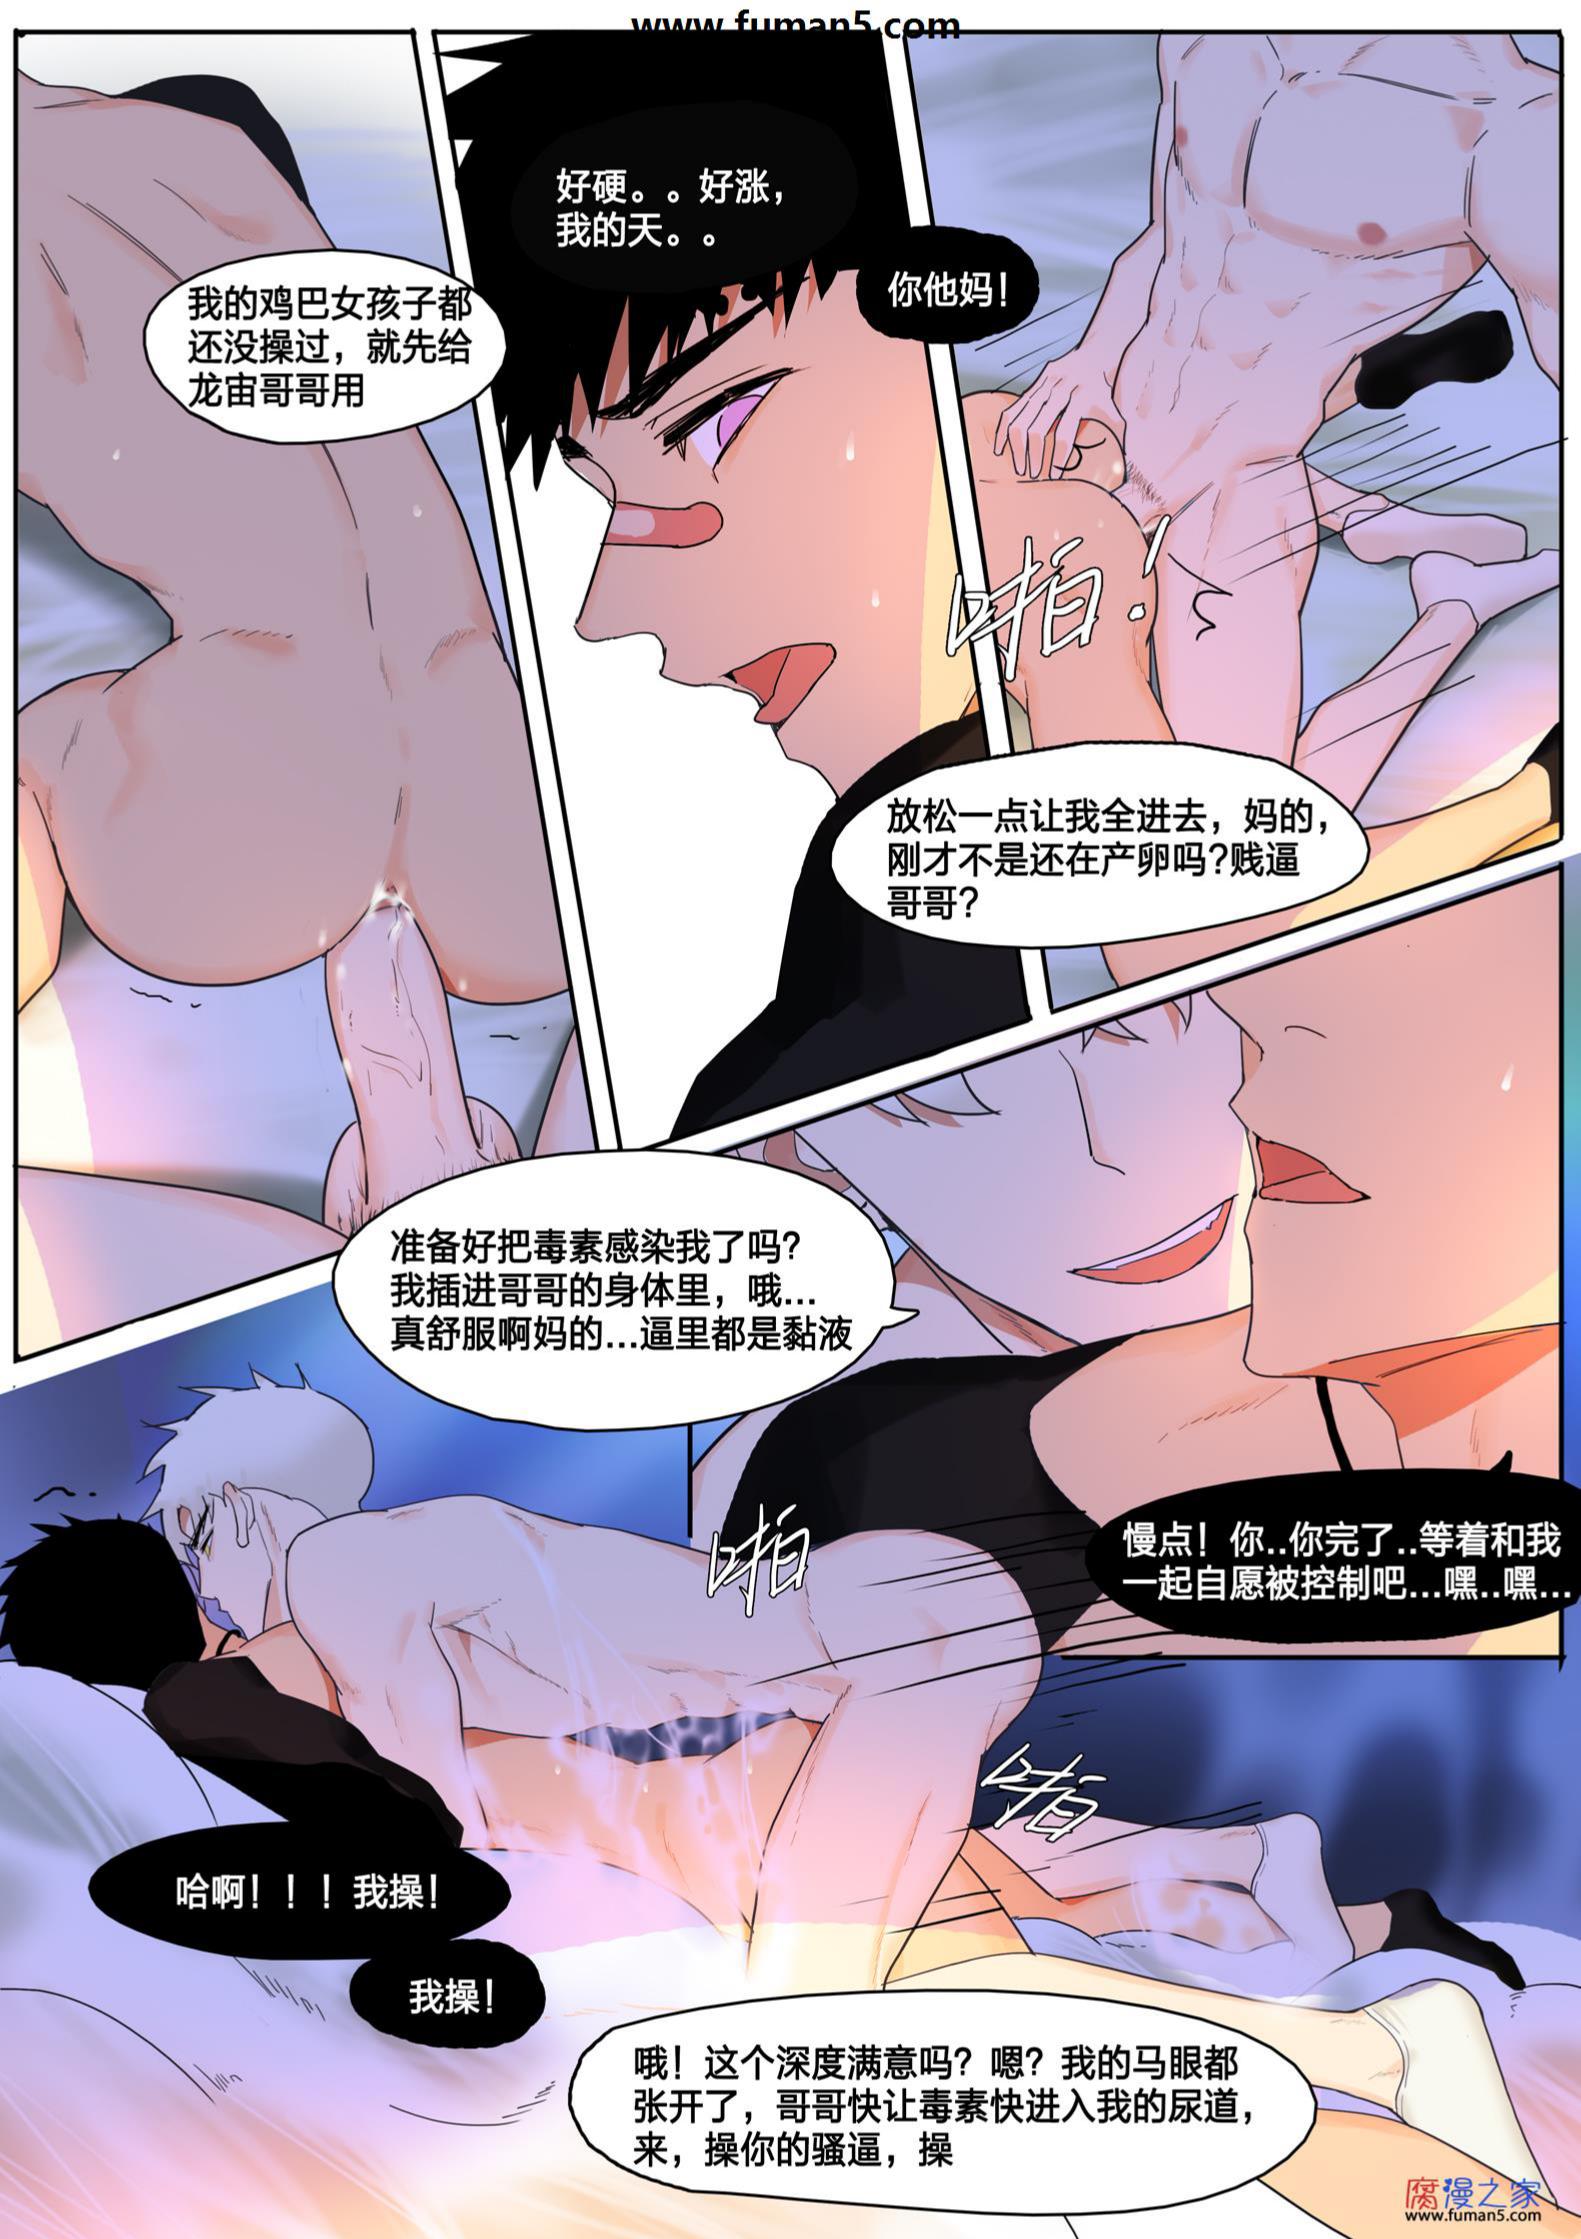 www.fuman5.com
好硬。。好涨，
我的天。。
你他妈！
我的鸡巴女孩子都
还没操过，就先给
龙宙哥哥用
啪！
放松一点让我全进去，妈的，
刚才不是还在产卵吗?贱逼
哥哥？
准备好把毒素感染我了吗？
我插进哥哥的身体里，哦...
真舒服啊妈的...逼里都是黏液
慢点！你..你完了..等着和我
一起自愿被控制吧...嘿..嘿...
啪
啪
哈啊！！！我操！
我操！
哦！这个深度满意吗？嗯？我的马眼都
张开了，哥哥快让毒素快进入我的尿道，
来，操你的骚逼，操
腐漫之家
www.fuman5.com